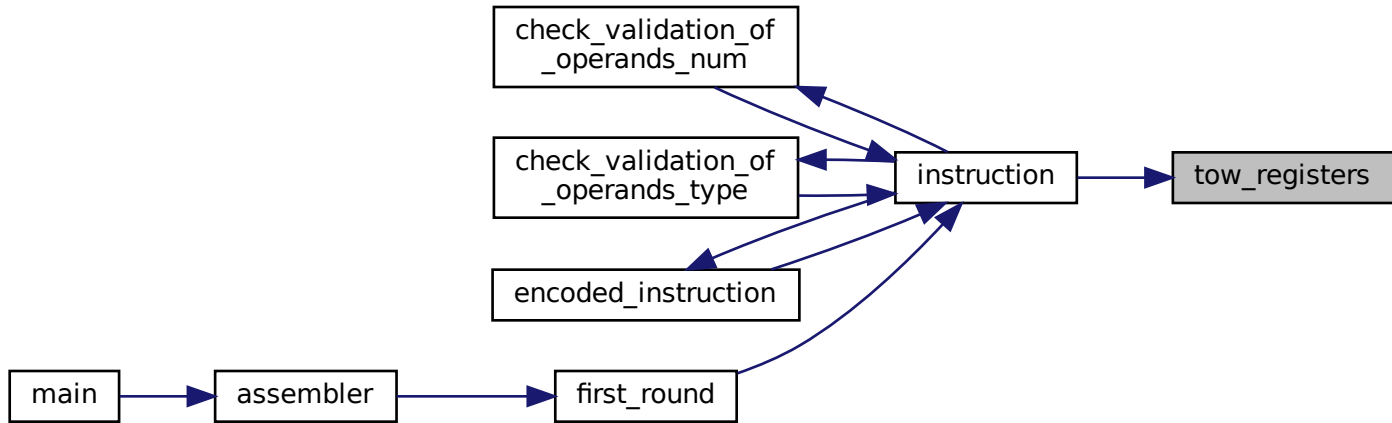 check_validation_of
_operands_num
check_validation_of
_operands_type
instruction
tow_registers
encoded_instruction
main
assembler
first_round